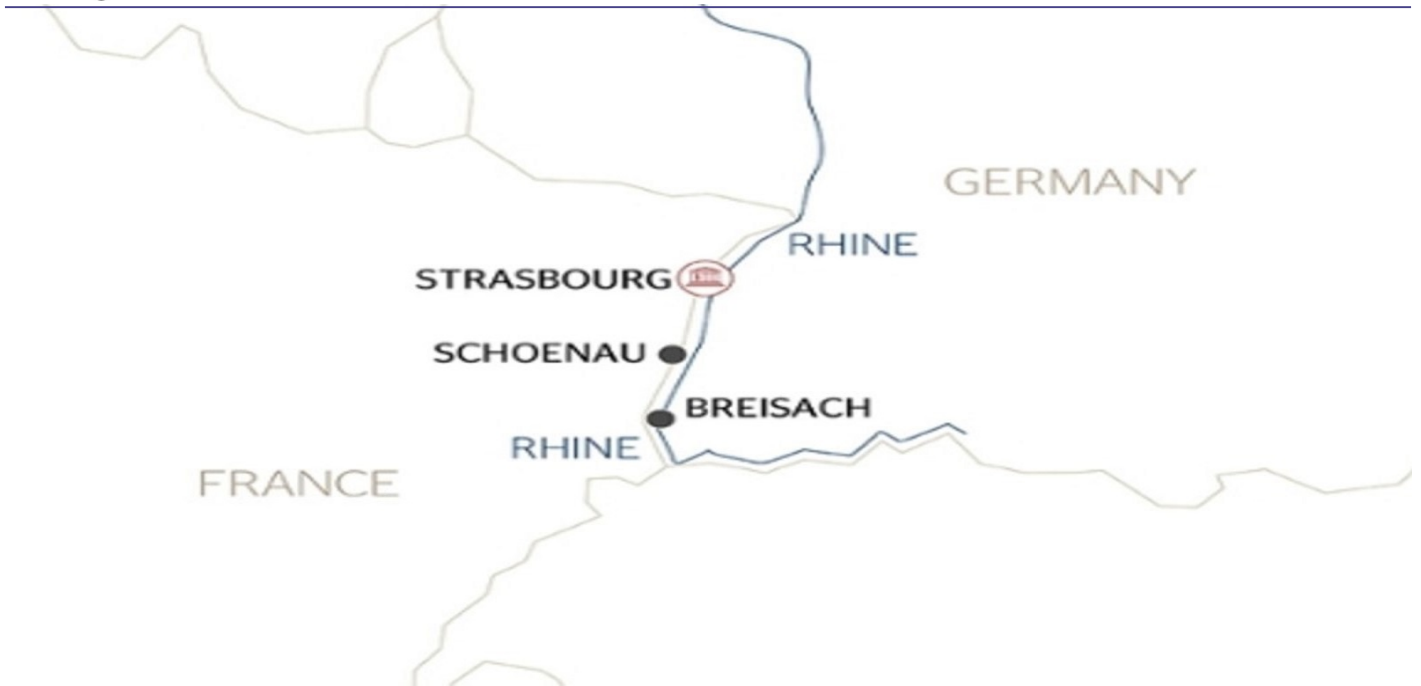 GERMANY
RHINE
STRASBOURG
SCHOENAU
BREISACH
RHINE
FRANCE